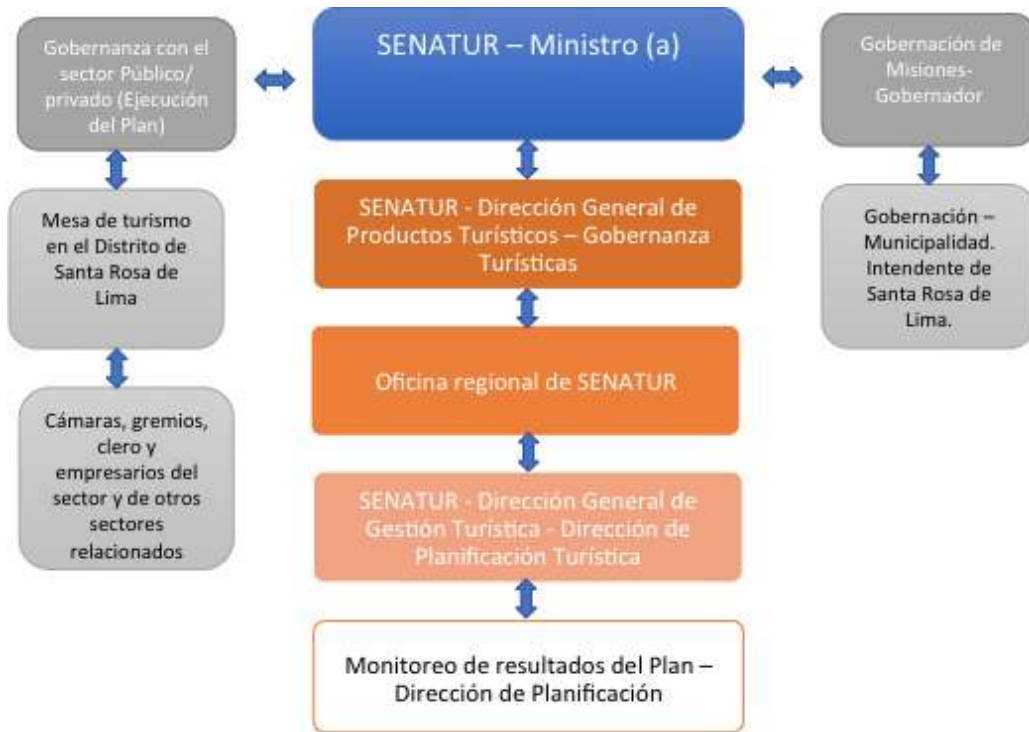 Gobernanza con el
sector Público/
privado (Ejecución
del Plan)
SENATUR – Ministro (a)
Gobernación de
Misiones-
Gobernador
Mesa de turismo
en el Distrito de
Santa Rosa de
Lima
SENATUR - Dirección General de
Productos Turísticos – Gobernanza
Turísticas
Gobernación –
Municipalidad.
Intendente de
Santa Rosa de
Lima.
Oficina regional de SENATUR
Cámaras, gremios,
clero y
empresarios del
sector y de otros
sectores
relacionados
SENATUR - Dirección General de
Gestión Turística - Dirección de
Planificación Turística
Monitoreo de resultados del Plan –
Dirección de Planificación